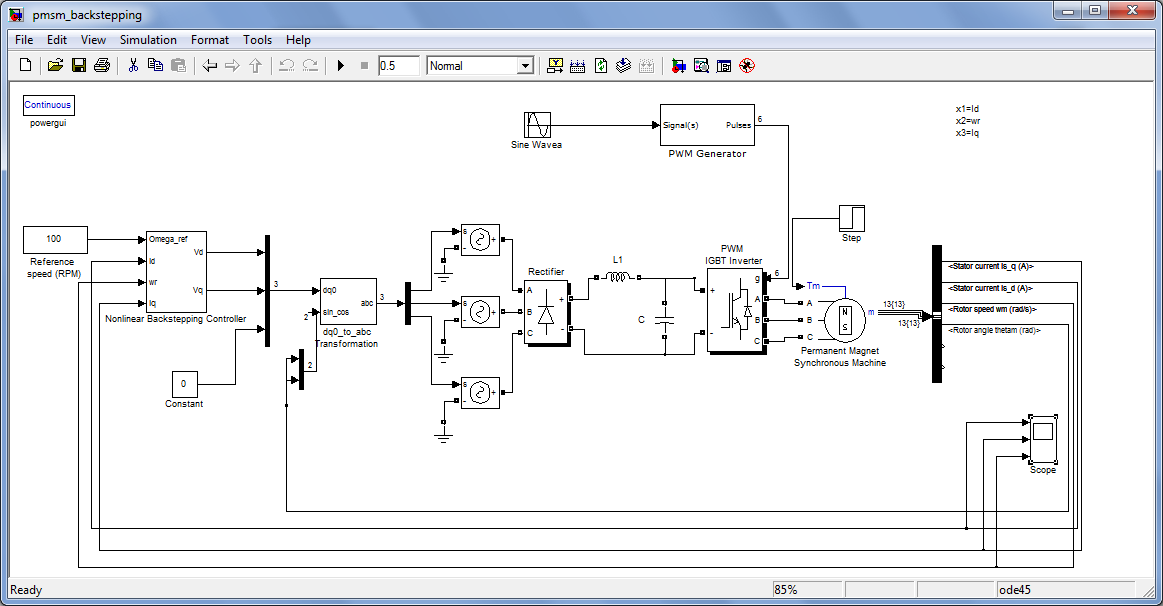 pmsm_backstepping
File Edit View Simulation Format Tools Help
0.5 Normal
Continuous
powergui
Sine Wavea
Signal(s) Pulses
6
PWM Generator
x1=Id
x2=wr
x3=Iq
100
Reference
speed (RPM)
Omega_ref
Id
wr
Iq
Vd
Vq
Nonlinear Backstepping Controller
0
Constant
3
2
2
dq0
sin_cos
abc
dq0_to_abc
Transformation
3
s
-
+
s
-
+
s
-
+
Rectifier
A
B
C
+
-
L1
C
PWM
IGBT Inverter
+
-
g
A
B
C
6
Step
Tm
A
B
C
N
S
m
Permanent Magnet
Synchronous Machine
13{13}
13{13}
<Stator current is_q (A)>
<Stator current is_d (A)>
<Rotor speed wm (rad/s)>
<Rotor angle thetam (rad)>
Scope
Ready 85% ode45